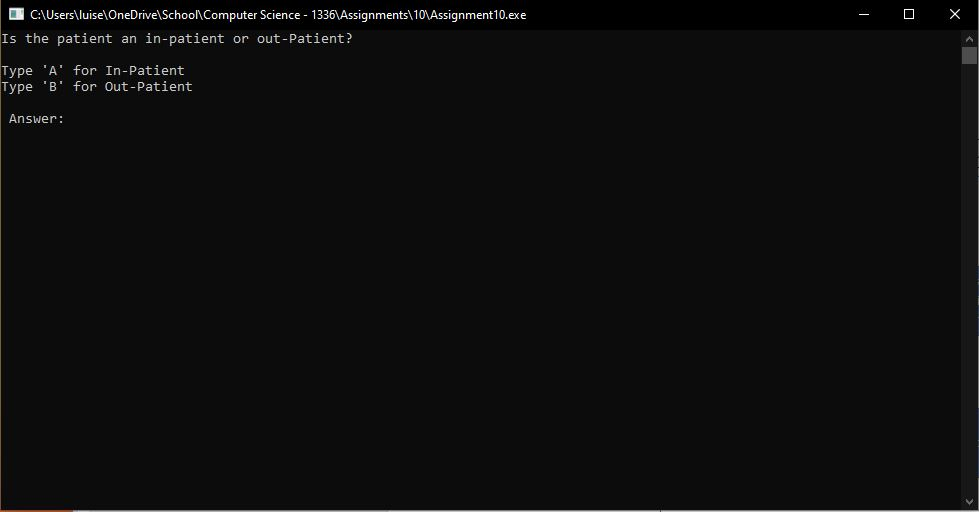 C:\Users\luise\OneDrive\School\Computer Science - 1336\Assignments\10\Assignment10.exe
Is the patient an in-patient or out-Patient?
Type 'A' for In-Patient
Type 'B' for Out-Patient
Answer: